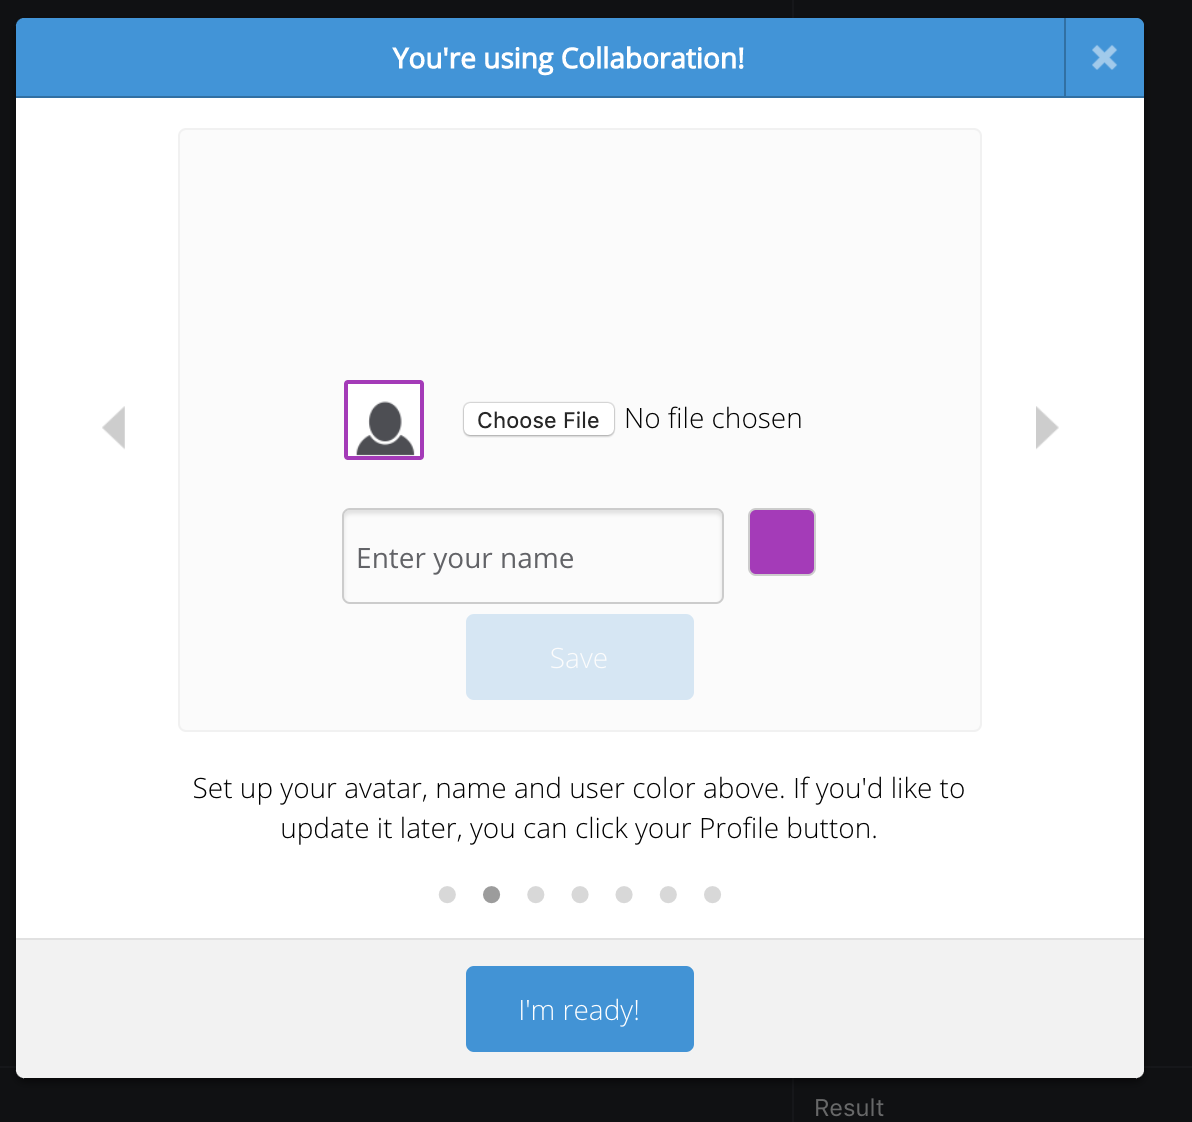 You're using Collaboration!
Choose File No file chosen
Enter your name
Save
Set up your avatar, name and user color above. If you'd like to
update it later, you can click your Profile button.
I'm ready!
Result